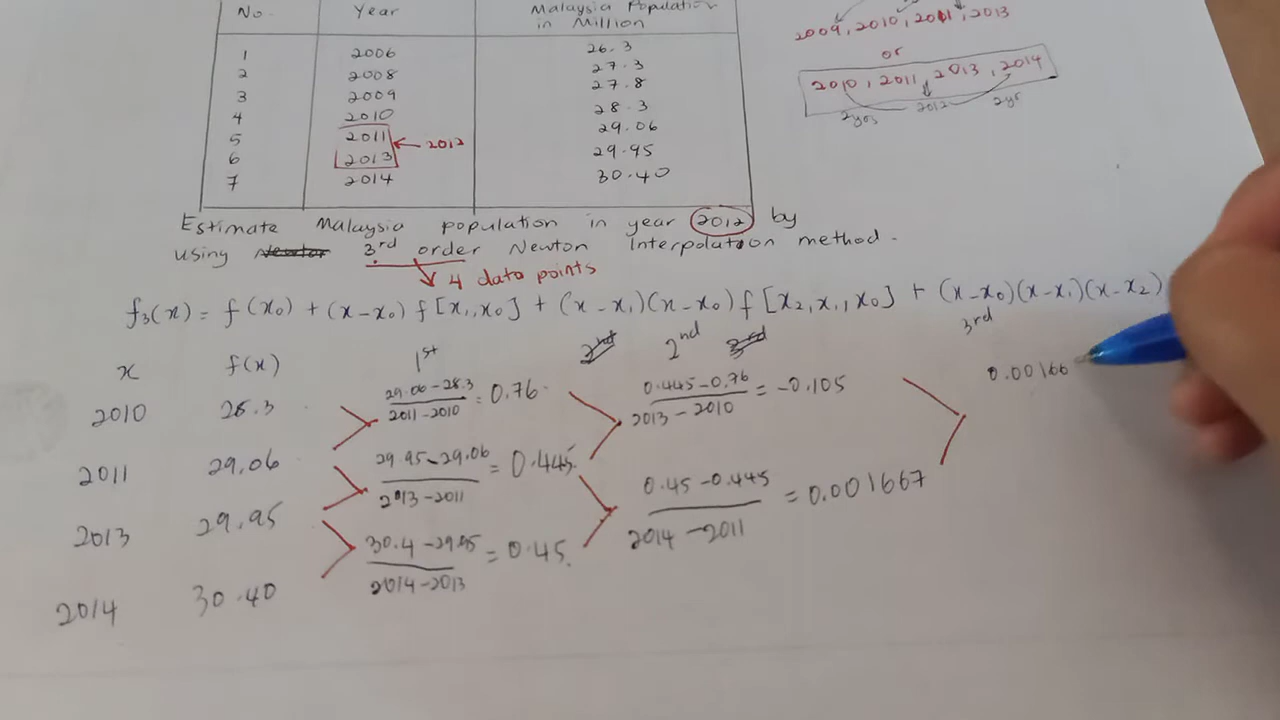 No. Year Malaysia Population in Million
1 2006 26.3
2 2008 27.3
3 2009 27.8
4 2010 28.3
5 2011 29.06
6 2013 29.95
7 2014 30.40
← 2012
2009, 2010, 2011, 2013
or
2010, 2011, 2013, 2014
2yrs 2012 2yr
Estimate Malaysia population in year 2012 by
using Newton 3rd order Newton Interpolation method.
4 data points
f₃(x) = f(x₀) + (x-x₀) f[x₁,x₀] + (x-x₁)(x-x₀) f[x₂,x₁,x₀] + (x-x₀)(x-x₁)(x-x₂)
x f(x) 1st 2nd 2nd 3rd 3rd
2010 28.3 29.06-28.3 / 2011-2010 = 0.76 0.445-0.76 / 2013-2010 = -0.105 0.00166
2011 29.06 29.95-29.06 / 2013-2011 = 0.445 0.45-0.445 / 2014-2011 = 0.001667
2013 29.95 30.4-29.95 / 2014-2013 = 0.45
2014 30.40